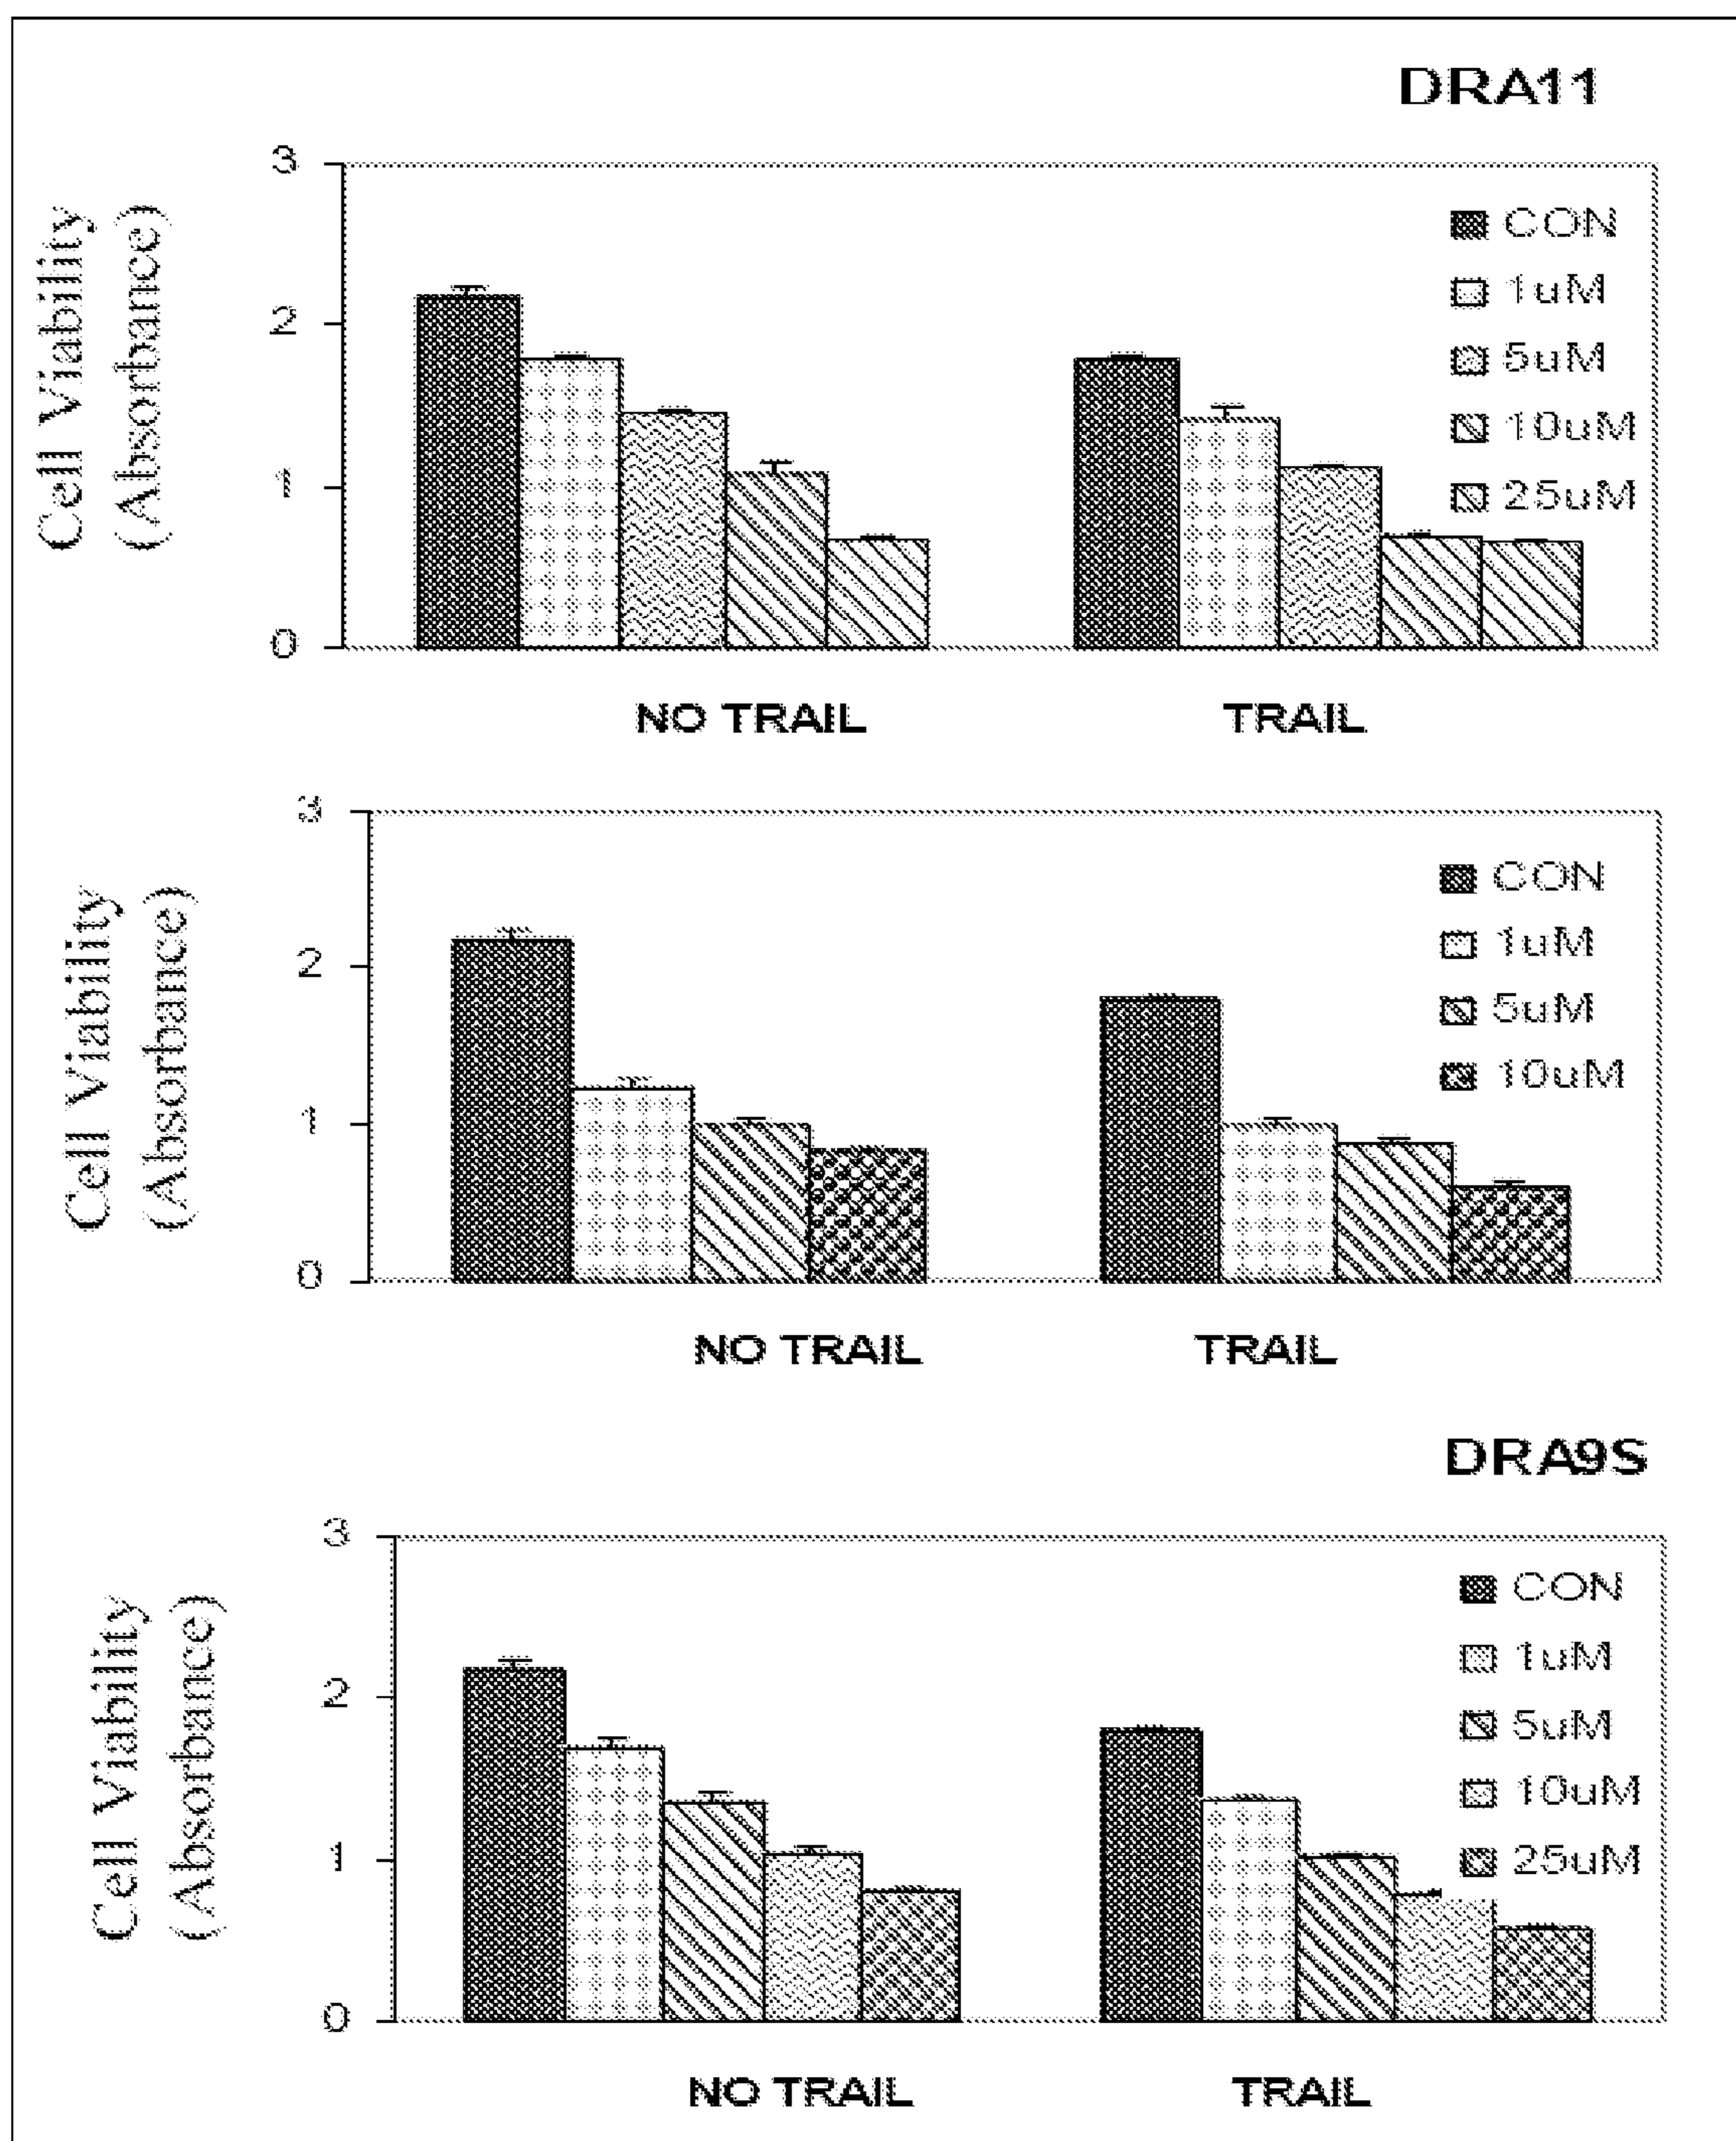 DRA11
Cell Viability
(Absorbance)
3
2
1
0
CON
1uM
5uM
10uM
25uM
NO TRAIL
TRAIL
Cell Viability
(Absorbance)
3
2
1
0
CON
1uM
5uM
10uM
NO TRAIL
TRAIL
DRA9S
Cell Viability
(Absorbance)
3
2
1
0
CON
1uM
5uM
10uM
25uM
NO TRAIL
TRAIL